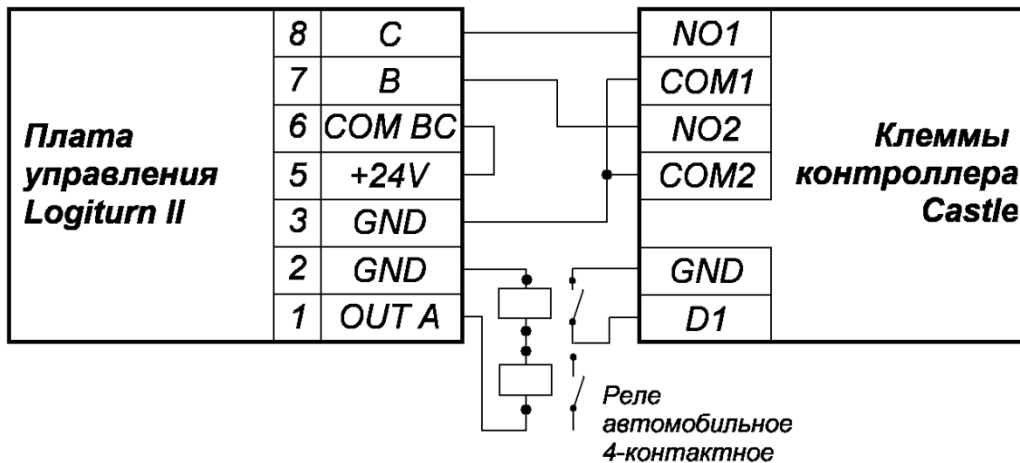 Плата
управления
Logiturn II
8 C
7 B
6 COM BC
5 +24V
3 GND
2 GND
1 OUT A
NO1
COM1
NO2
COM2
GND
D1
Клеммы
контроллера
Castle
Реле
автомобильное
4-контактное